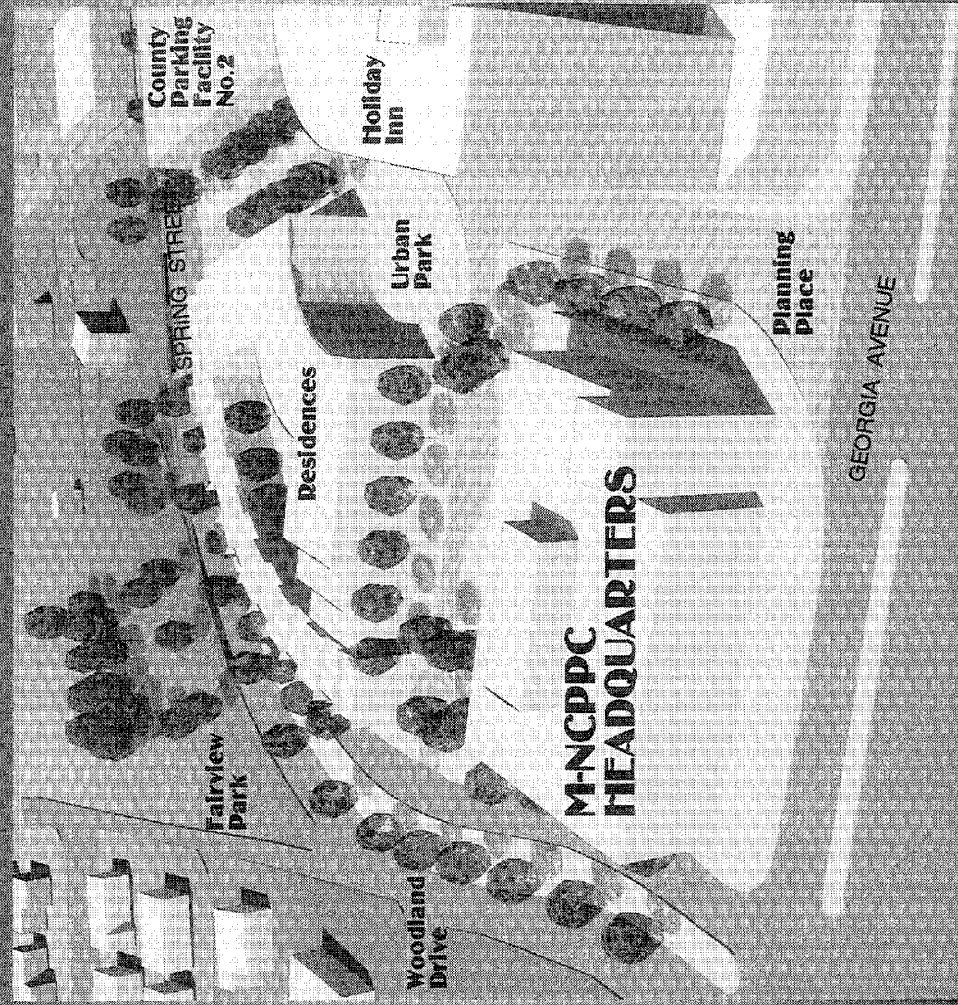 County
Parking
Facility
No.2
Holiday
Inn
SPRING STREET
Urban
Park
Planning
Place
GEORGIA AVENUE
Residences
M-NCPPC
HEADQUARTERS
Fairview
Park
Woodland
Drive